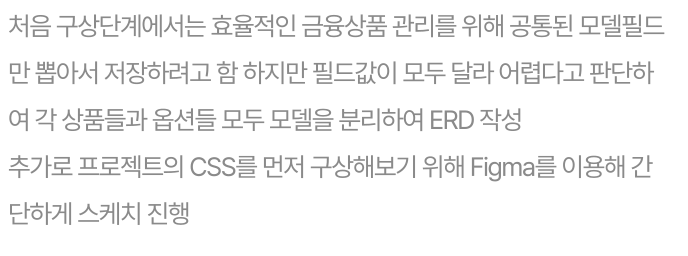 처음 구상단계에서는 효율적인 금융상품 관리를 위해 공통된 모델필드
만 뽑아서 저장하려고 함 하지만 필드값이 모두 달라 어렵다고 판단하
여 각 상품들과 옵션들 모두 모델을 분리하여 ERD 작성
추가로 프로젝트의 CSS를 먼저 구상해보기 위해 Figma를 이용해 간
단하게 스케치 진행